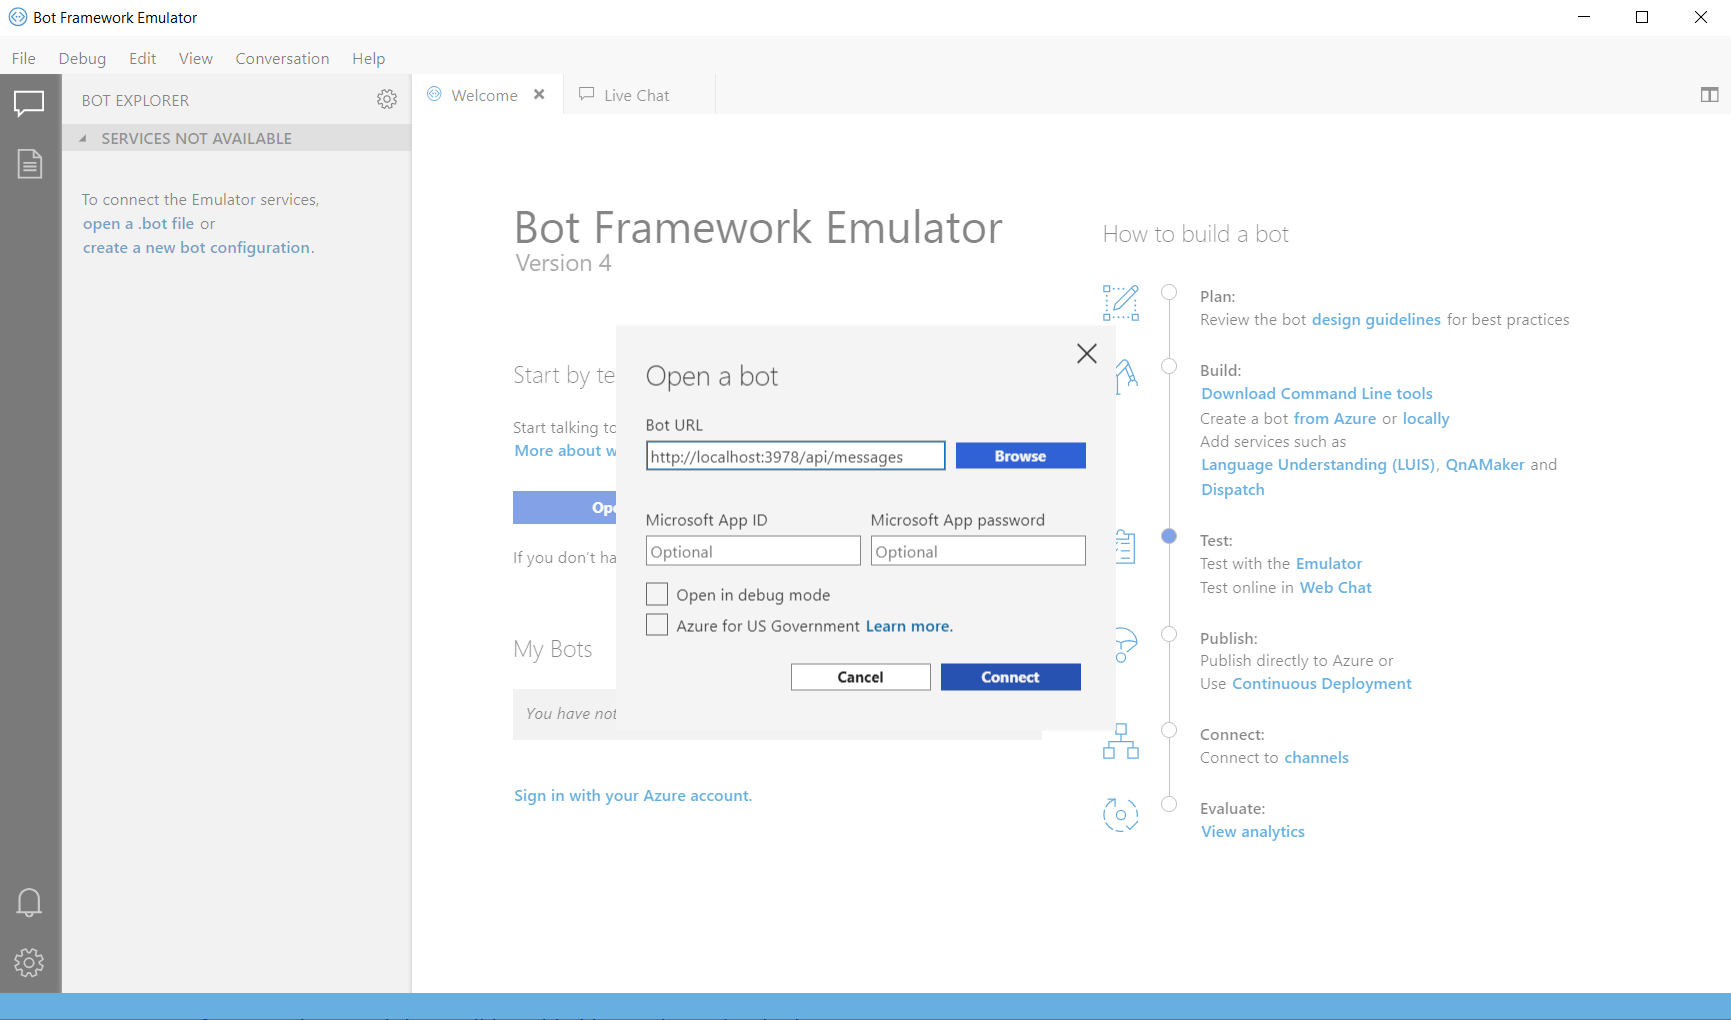 Bot Framework Emulator
File Debug Edit View Conversation Help
BOT EXPLORER
SERVICES NOT AVAILABLE
To connect the Emulator services,
open a .bot file or
create a new bot configuration.
Welcome
Live Chat
Bot Framework Emulator
Version 4
Start by te
Start talking to
More about w
Ope
If you don't ha
My Bots
You have not
Sign in with your Azure account.
Open a bot
Bot URL
http://localhost:3978/api/messages Browse
Microsoft App ID Microsoft App password
Optional Optional
Open in debug mode
Azure for US Government Learn more.
Cancel Connect
How to build a bot
Plan:
Review the bot design guidelines for best practices
Build:
Download Command Line tools
Create a bot from Azure or locally
Add services such as
Language Understanding (LUIS), QnAMaker and
Dispatch
Test:
Test with the Emulator
Test online in Web Chat
Publish:
Publish directly to Azure or
Use Continuous Deployment
Connect:
Connect to channels
Evaluate:
View analytics